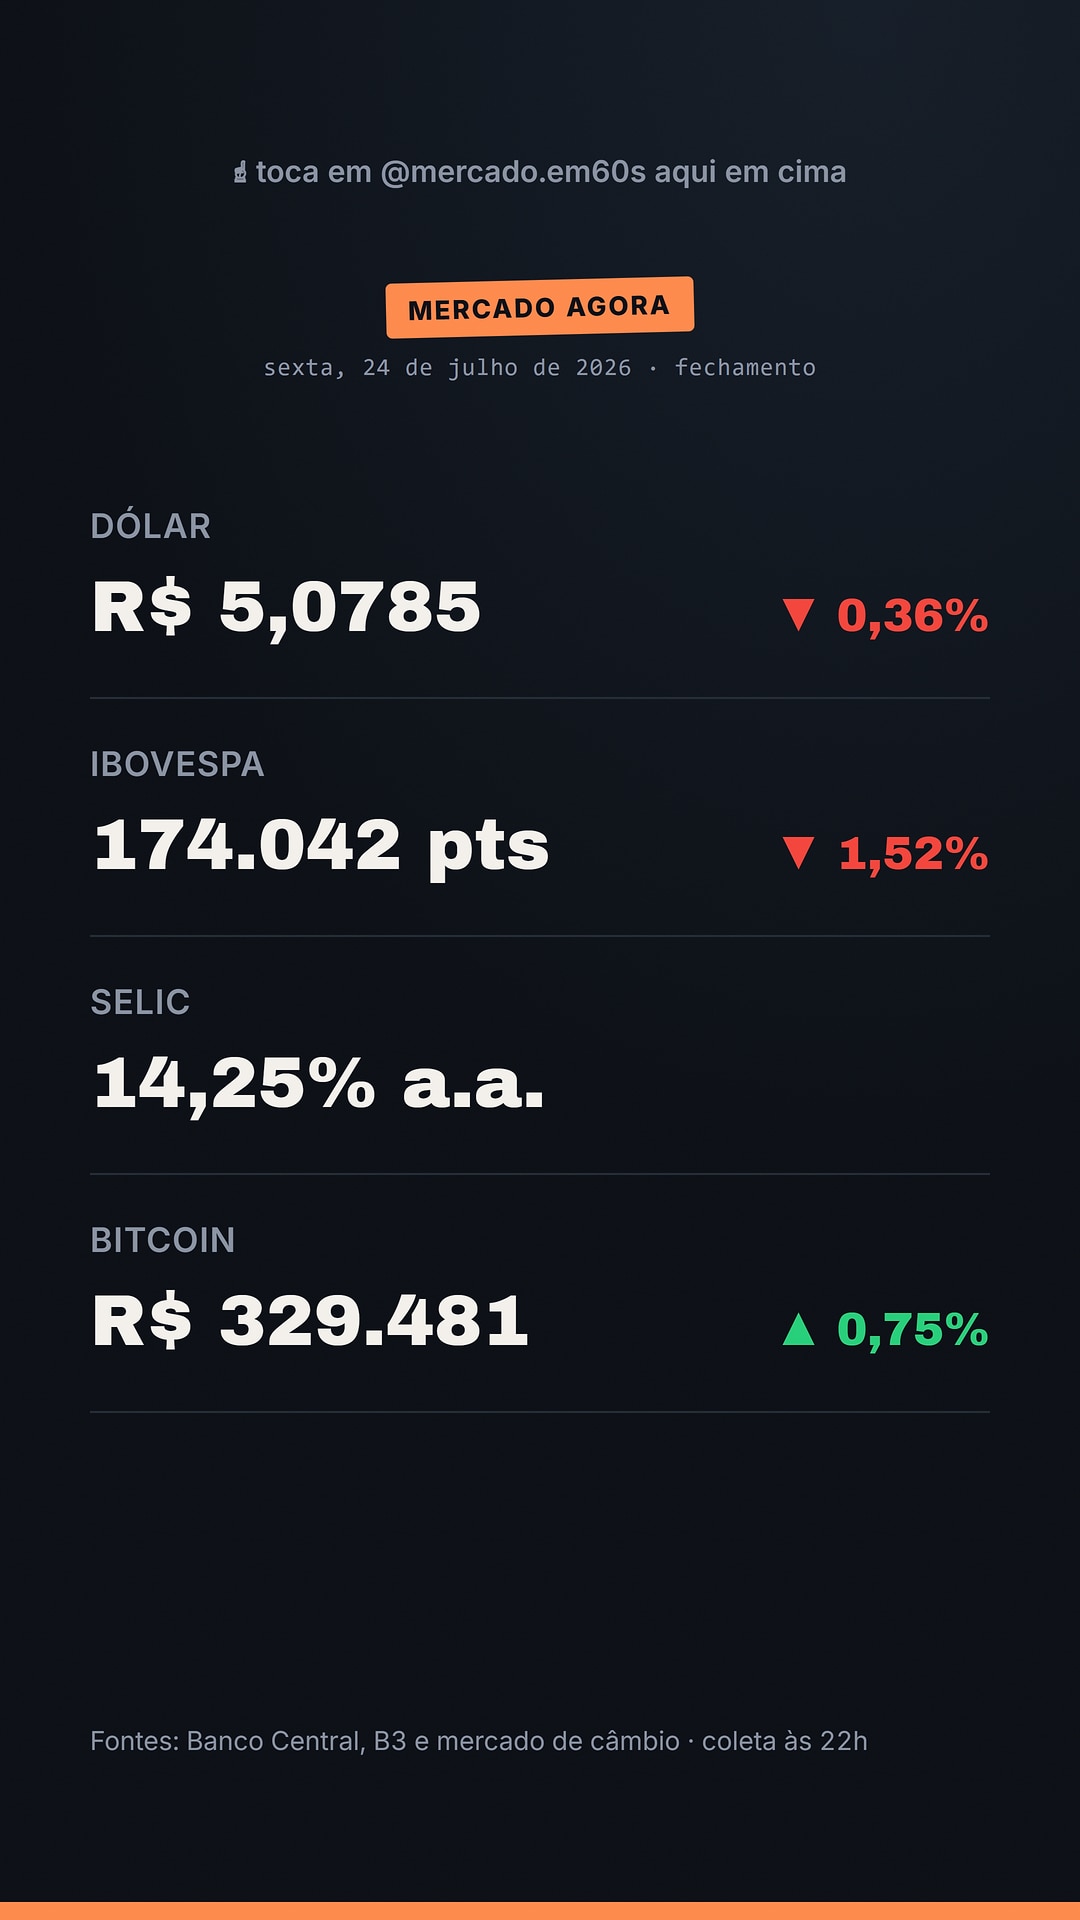 ☝ toca em @mercado.em60s aqui em cima
MERCADO AGORA
sexta, 24 de julho de 2026 · fechamento
DÓLAR
R$ 5,0785 ▼ 0,36%
IBOVESPA
174.042 pts ▼ 1,52%
SELIC
14,25% a.a.
BITCOIN
R$ 329.481 ▲ 0,75%
Fontes: Banco Central, B3 e mercado de câmbio · coleta às 22h